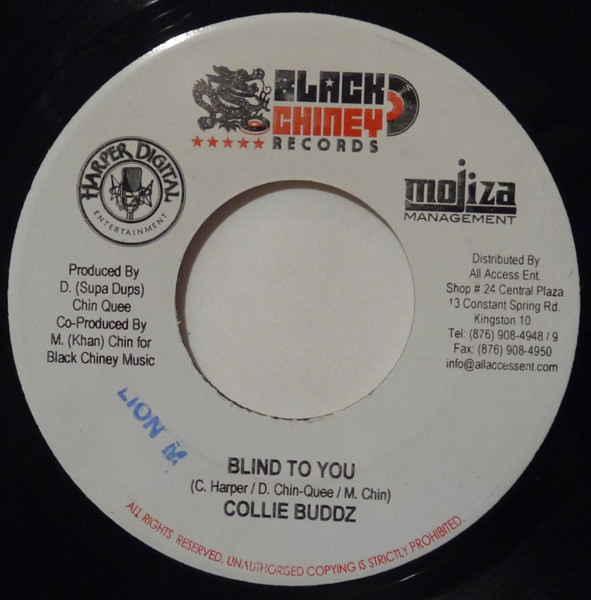 BLACK
CHINEY
RECORDS
HARPER DIGITAL
ENTERTAINMENT
mojiza
MANAGEMENT
Produced By
D. (Supa Dups)
Chin Quee
Co-Produced By
M. (Khan) Chin for
Black Chiney Music
Distributed By
All Access Ent.
Shop # 24 Central Plaza
13 Constant Spring Rd.
Kingston 10.
Tel: (876) 908-4948 / 9
Fax: (876) 908-4950
info@allaccessent.com
LION M
BLIND TO YOU
(C. Harper / D. Chin-Quee / M. Chin)
COLLIE BUDDZ
ALL RIGHTS RESERVED. UNAUTHORISED COPYING IS STRICTLY PROHIBITED.